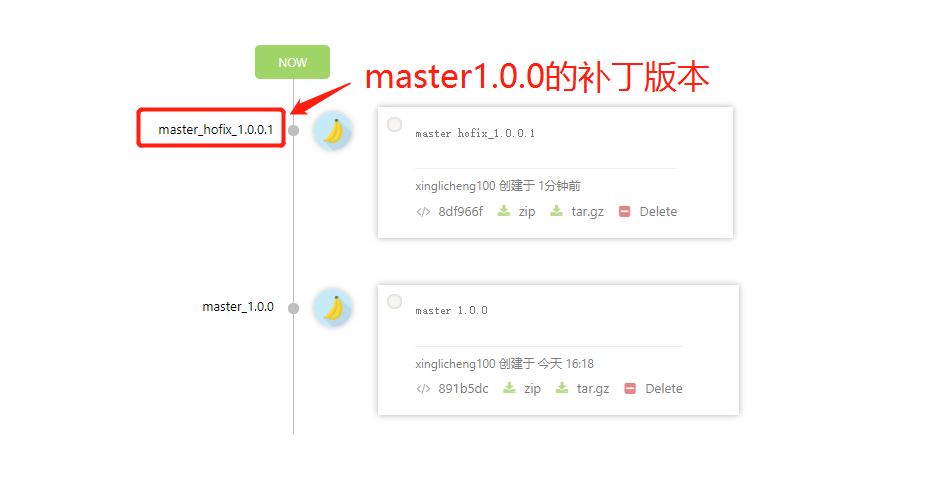 NOW
master1.0.0的补丁版本
master_hofix_1.0.0.1
master hofix_1.0.0.1
xinglicheng100 创建于 1分钟前
8df966f zip tar.gz Delete
master_1.0.0
master 1.0.0
xinglicheng100 创建于 今天 16:18
891b5dc zip tar.gz Delete